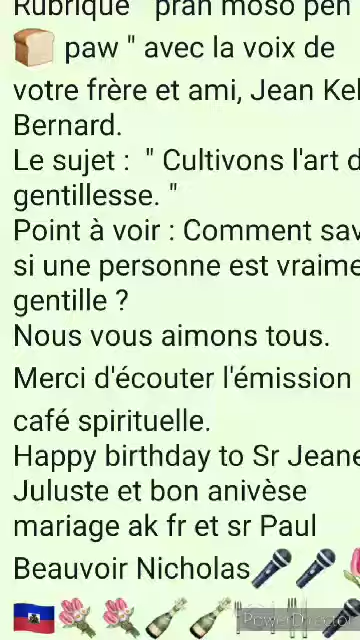 Rubrique " pran moso pen
🍞 paw " avec la voix de
votre frère et ami, Jean Kel
Bernard.
Le sujet : " Cultivons l'art d
gentillesse. "
Point à voir : Comment sav
si une personne est vraime
gentille ?
Nous vous aimons tous.
Merci d'écouter l'émission
café spirituelle.
Happy birthday to Sr Jeane
Juluste et bon anivèse
mariage ak fr et sr Paul
Beauvoir Nicholas🎤🎤🎤
PowerDirector